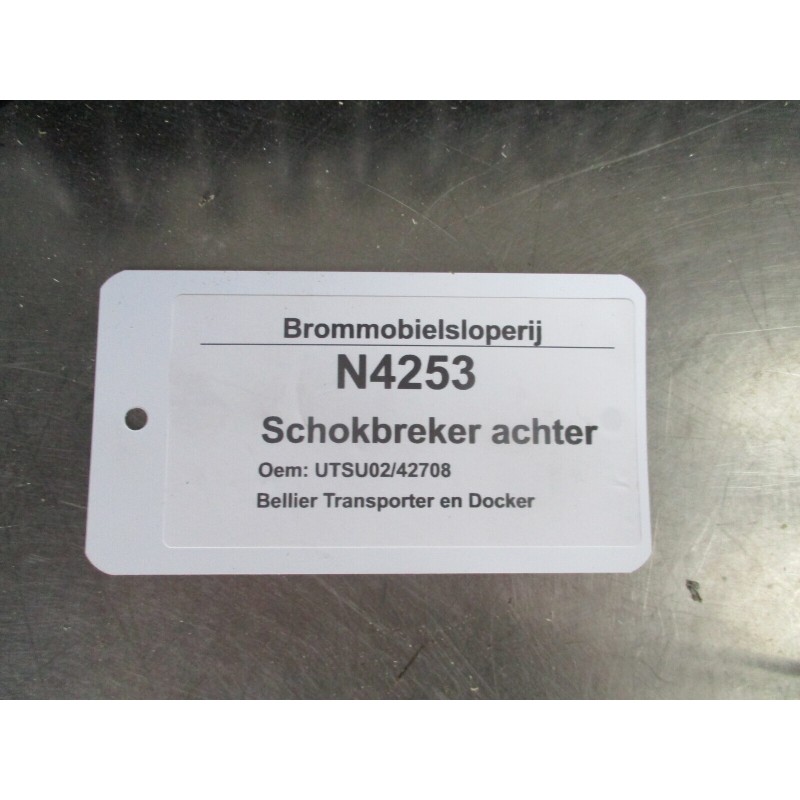 Brommobielsloperij
N4253
Schokbreker achter
Oem: UTSU02/42708
Bellier Transporter en Docker